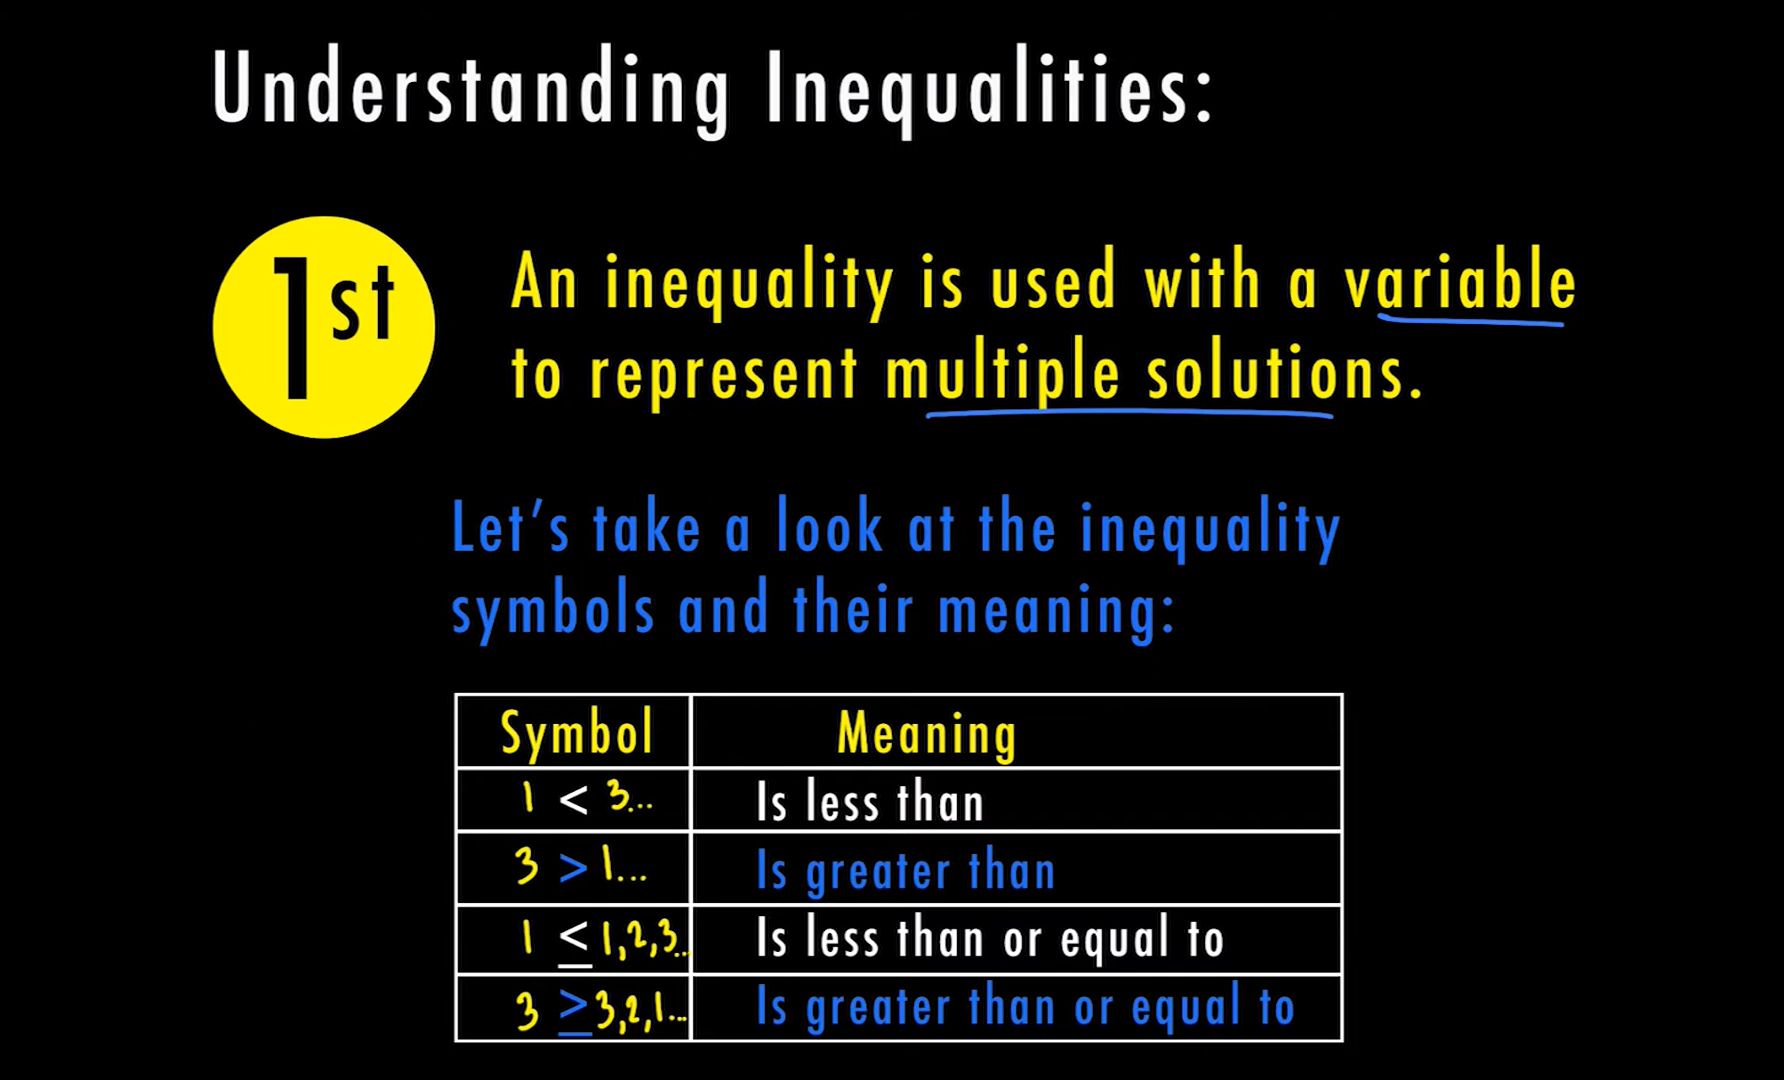 Understanding Inequalities:
1st
An inequality is used with a variable
to represent multiple solutions.
Let's take a look at the inequality
symbols and their meaning:
Symbol Meaning
1 < 3... Is less than
3 > 1... Is greater than
1 ≤ 1,2,3... Is less than or equal to
3 ≥ 3,2,1... Is greater than or equal to